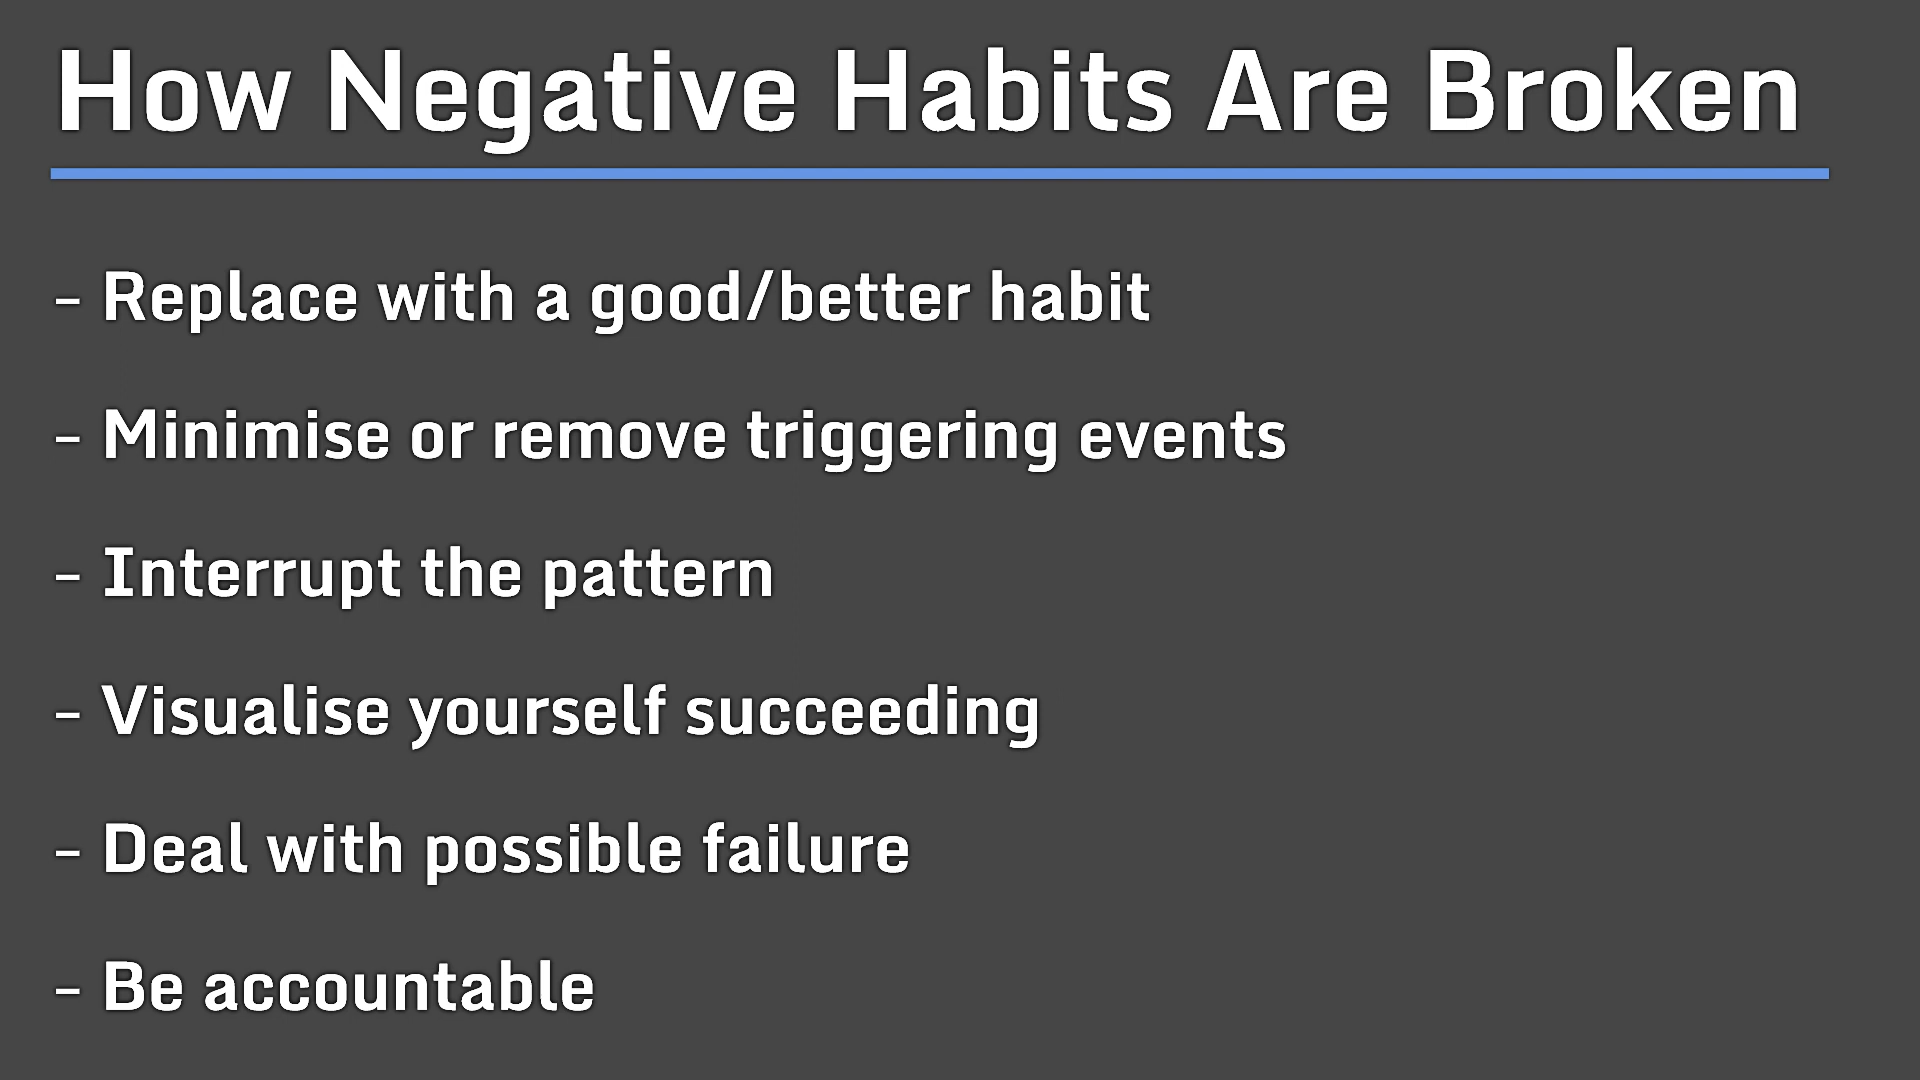 How Negative Habits Are Broken
- Replace with a good/better habit
- Minimise or remove triggering events
- Interrupt the pattern
- Visualise yourself succeeding
- Deal with possible failure
- Be accountable